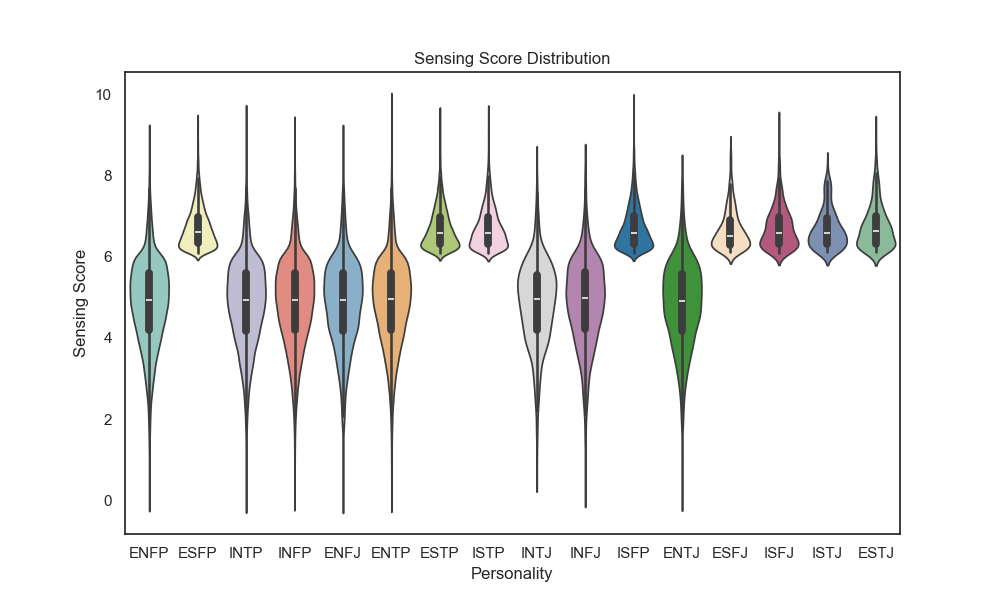 Sensing Score Distribution
10
8
6
4
2
0
Sensing Score
ENFP ESFP INTP INFP ENFJ ENTP ESTP ISTP INTJ INFJ ISFP ENTJ ESFJ ISFJ ISTJ ESTJ
Personality